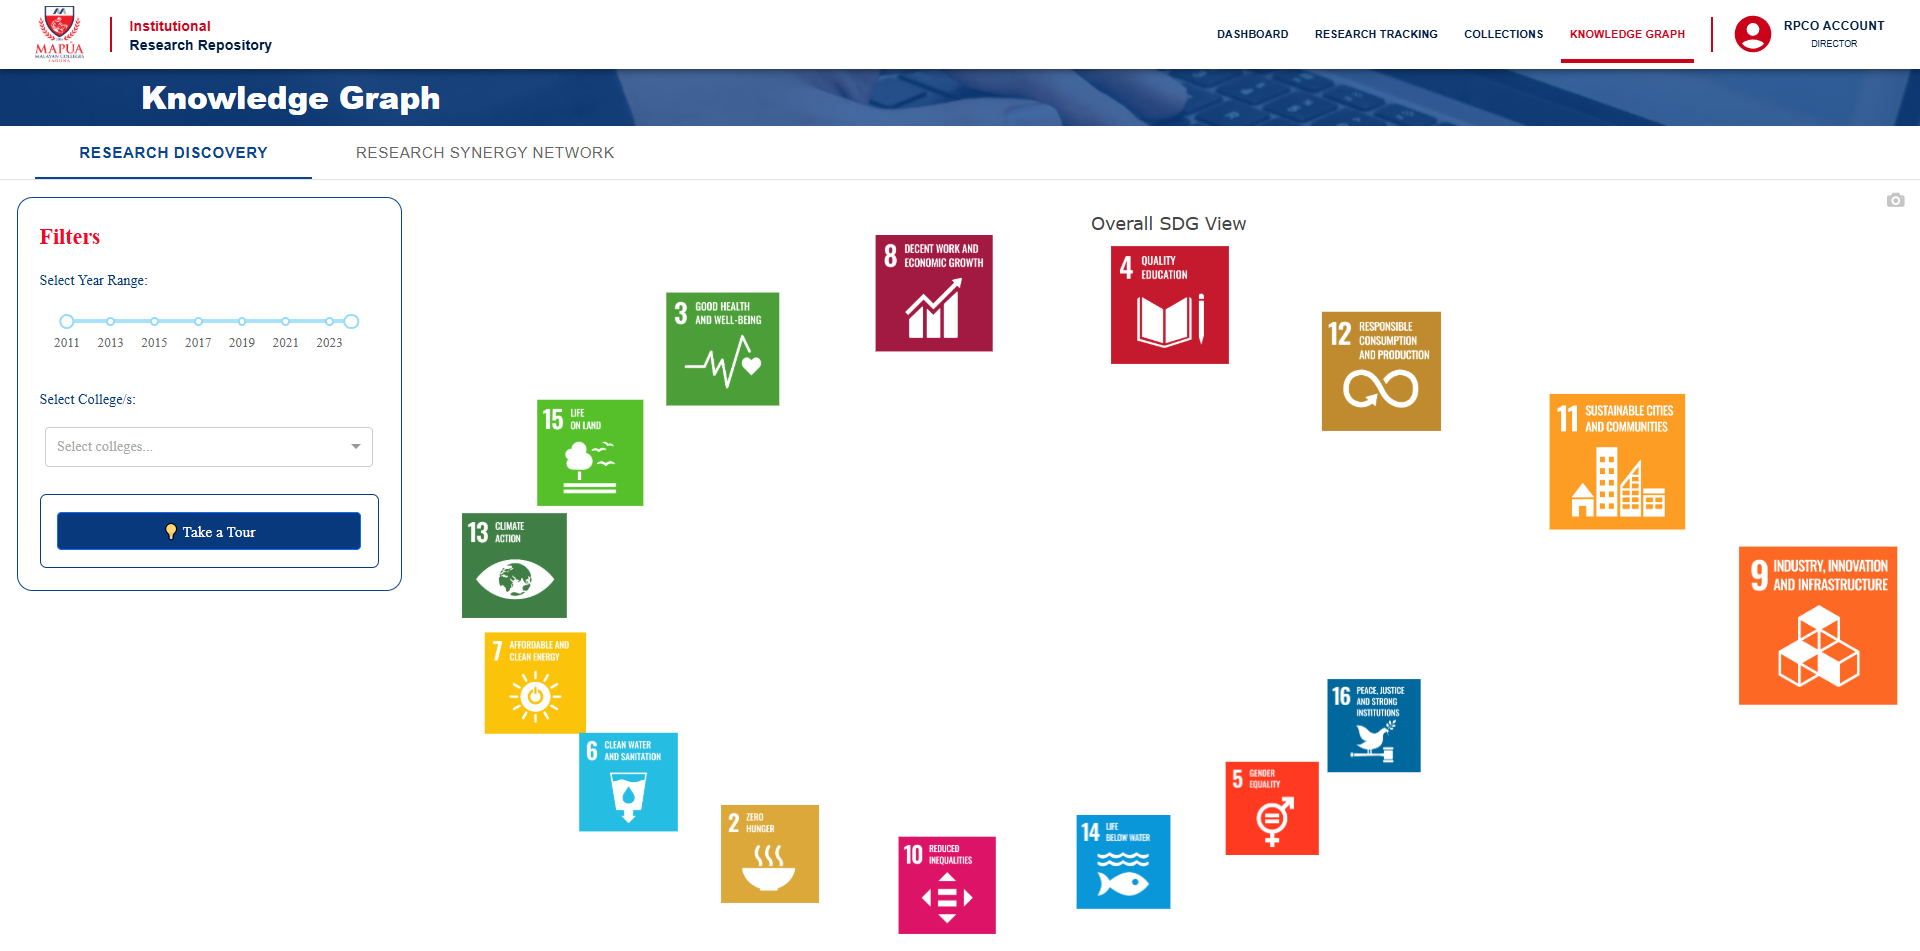 MAPÚA
MALAYAN COLLEGES
LAGUNA
Institutional
Research Repository
DASHBOARD
RESEARCH TRACKING
COLLECTIONS
KNOWLEDGE GRAPH
RPCO ACCOUNT
DIRECTOR
Knowledge Graph
RESEARCH DISCOVERY
RESEARCH SYNERGY NETWORK
Filters
Select Year Range:
2011 2013 2015 2017 2019 2021 2023
Select College/s:
Select colleges...
Take a Tour
Overall SDG View
8 DECENT WORK AND
ECONOMIC GROWTH
4 QUALITY
EDUCATION
3 GOOD HEALTH
AND WELL-BEING
12 RESPONSIBLE
CONSUMPTION
AND PRODUCTION
15 LIFE
ON LAND
11 SUSTAINABLE CITIES
AND COMMUNITIES
13 CLIMATE
ACTION
9 INDUSTRY, INNOVATION
AND INFRASTRUCTURE
7 AFFORDABLE AND
CLEAN ENERGY
16 PEACE, JUSTICE
AND STRONG
INSTITUTIONS
6 CLEAN WATER
AND SANITATION
5 GENDER
EQUALITY
2 ZERO
HUNGER
14 LIFE
BELOW WATER
10 REDUCED
INEQUALITIES